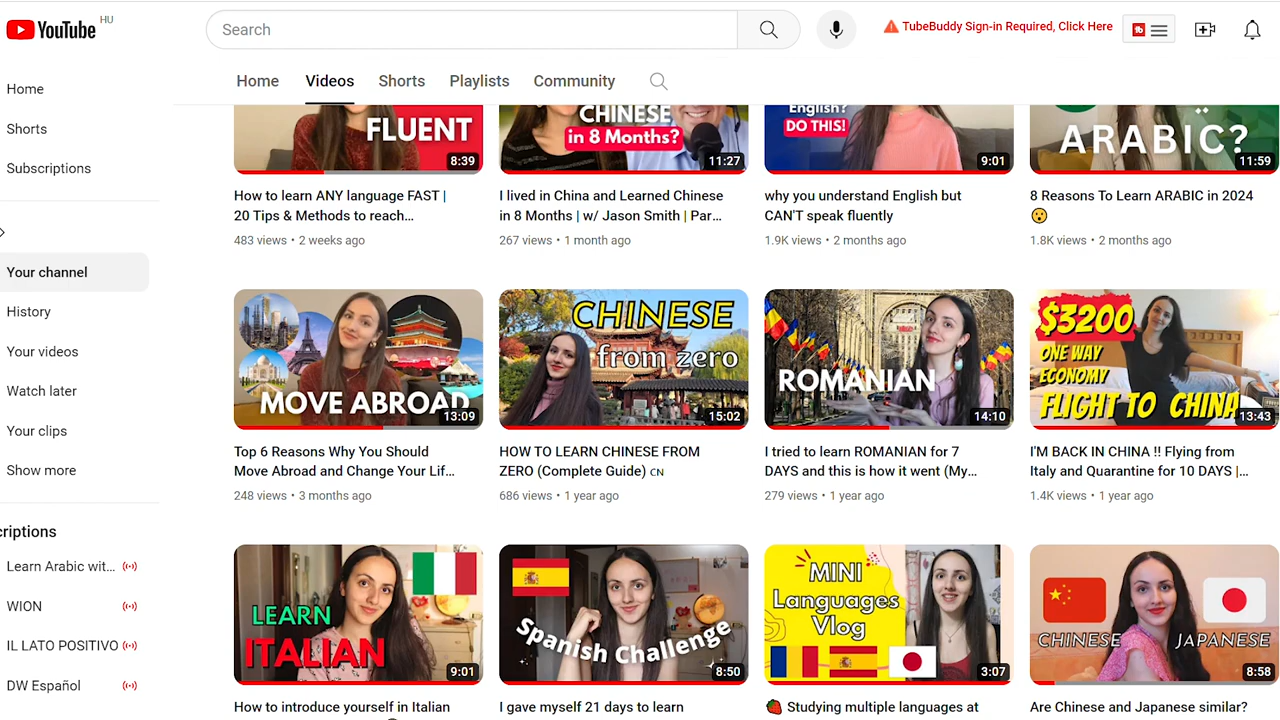 YouTube HU
Search
TubeBuddy Sign-in Required, Click Here
Home
Videos
Shorts
Playlists
Community
Home
Shorts
Subscriptions
Your channel
History
Your videos
Watch later
Your clips
Show more
criptions
Learn Arabic wit...
WION
IL LATO POSITIVO
DW Español
FLUENT
8:39
How to learn ANY language FAST |
20 Tips & Methods to reach...
483 views • 2 weeks ago
CHINESE
in 8 Months?
11:27
I lived in China and Learned Chinese
in 8 Months | w/ Jason Smith | Par...
267 views • 1 month ago
English?
DO THIS!
9:01
why you understand English but
CAN'T speak fluently
1.9K views • 2 months ago
ARABIC?
11:59
8 Reasons To Learn ARABIC in 2024
😮
1.8K views • 2 months ago
MOVE ABROAD
13:09
Top 6 Reasons Why You Should
Move Abroad and Change Your Lif...
248 views • 3 months ago
CHINESE
from zero
15:02
HOW TO LEARN CHINESE FROM
ZERO (Complete Guide) CN
686 views • 1 year ago
ROMANIAN
14:10
I tried to learn ROMANIAN for 7
DAYS and this is how it went (My...
279 views • 1 year ago
$3200
ONE WAY
ECONOMY
FLIGHT TO CHINA
13:43
I'M BACK IN CHINA !! Flying from
Italy and Quarantine for 10 DAYS |...
1.4K views • 1 year ago
LEARN
ITALIAN
9:01
How to introduce yourself in Italian
Spanish Challenge
8:50
I gave myself 21 days to learn
MINI
Languages
Vlog
3:07
🍓 Studying multiple languages at
CHINESE
JAPANESE
8:58
Are Chinese and Japanese similar?